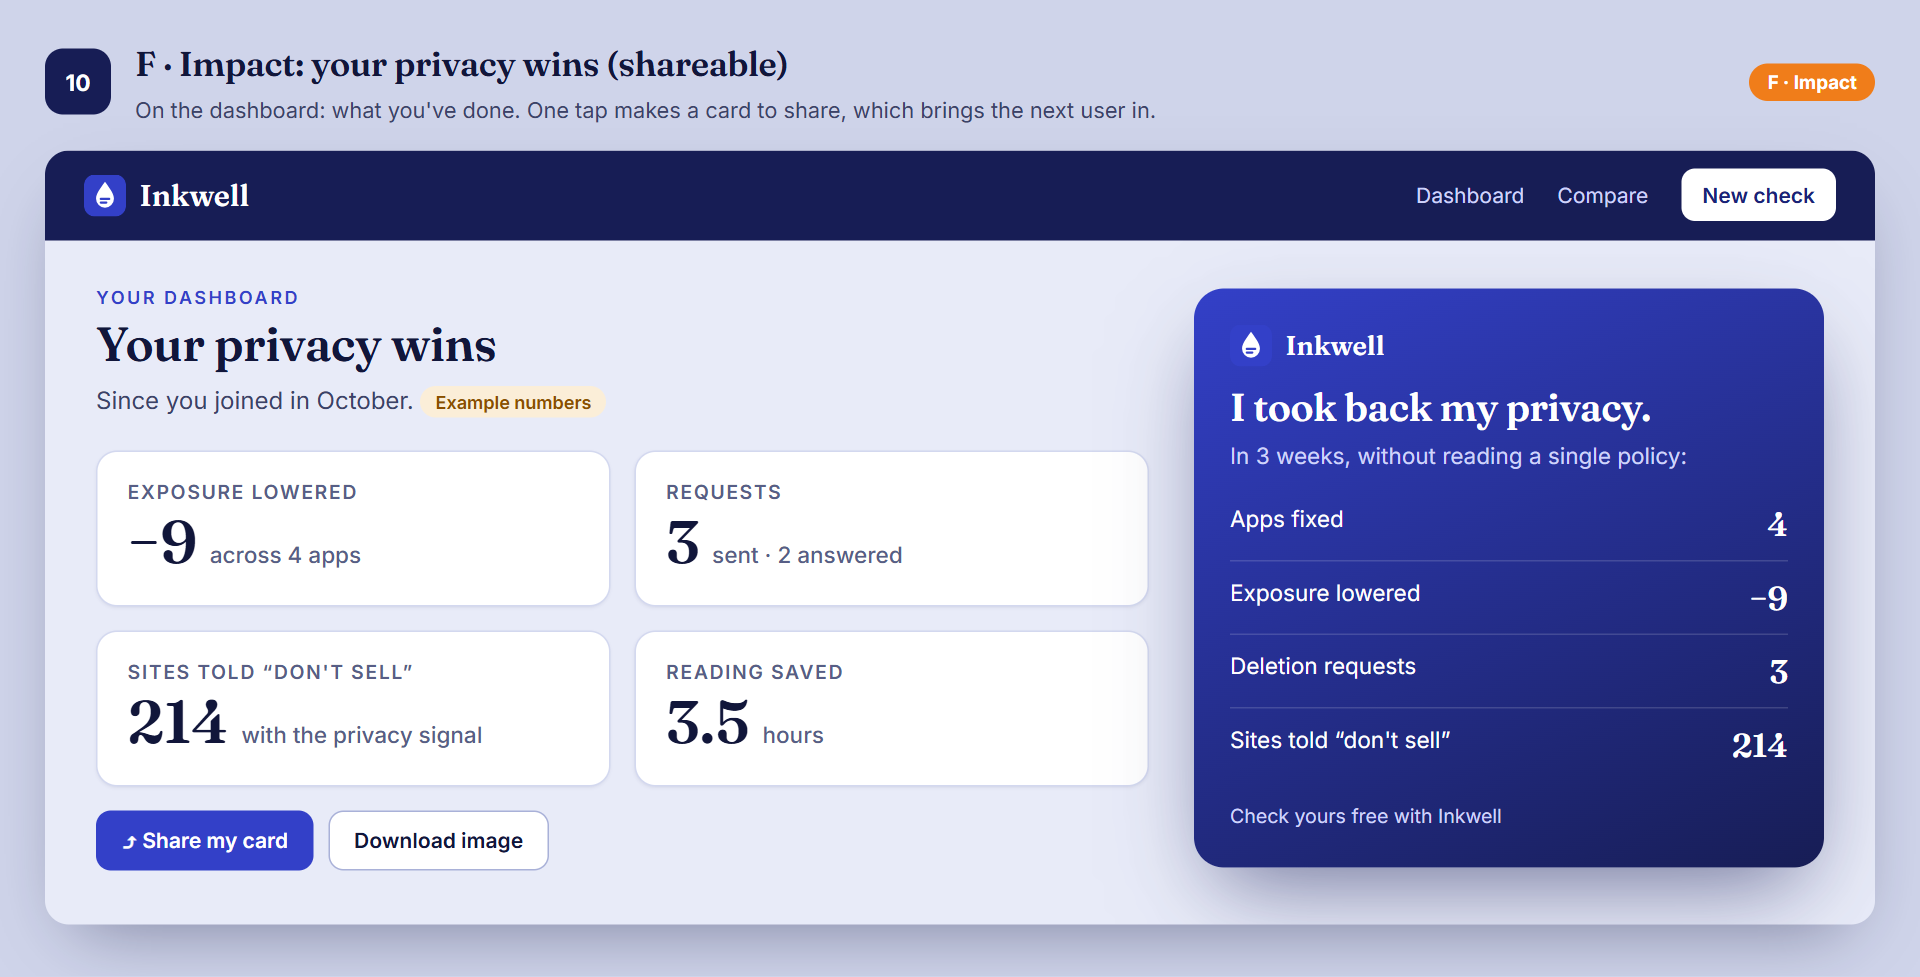 10
F · Impact: your privacy wins (shareable)
On the dashboard: what you've done. One tap makes a card to share, which brings the next user in.
F · Impact
Inkwell
Dashboard
Compare
New check
YOUR DASHBOARD
Your privacy wins
Since you joined in October. Example numbers
EXPOSURE LOWERED
−9 across 4 apps
REQUESTS
3 sent · 2 answered
SITES TOLD “DON'T SELL”
214 with the privacy signal
READING SAVED
3.5 hours
⤴ Share my card
Download image
Inkwell
I took back my privacy.
In 3 weeks, without reading a single policy:
Apps fixed 4
Exposure lowered −9
Deletion requests 3
Sites told “don't sell” 214
Check yours free with Inkwell